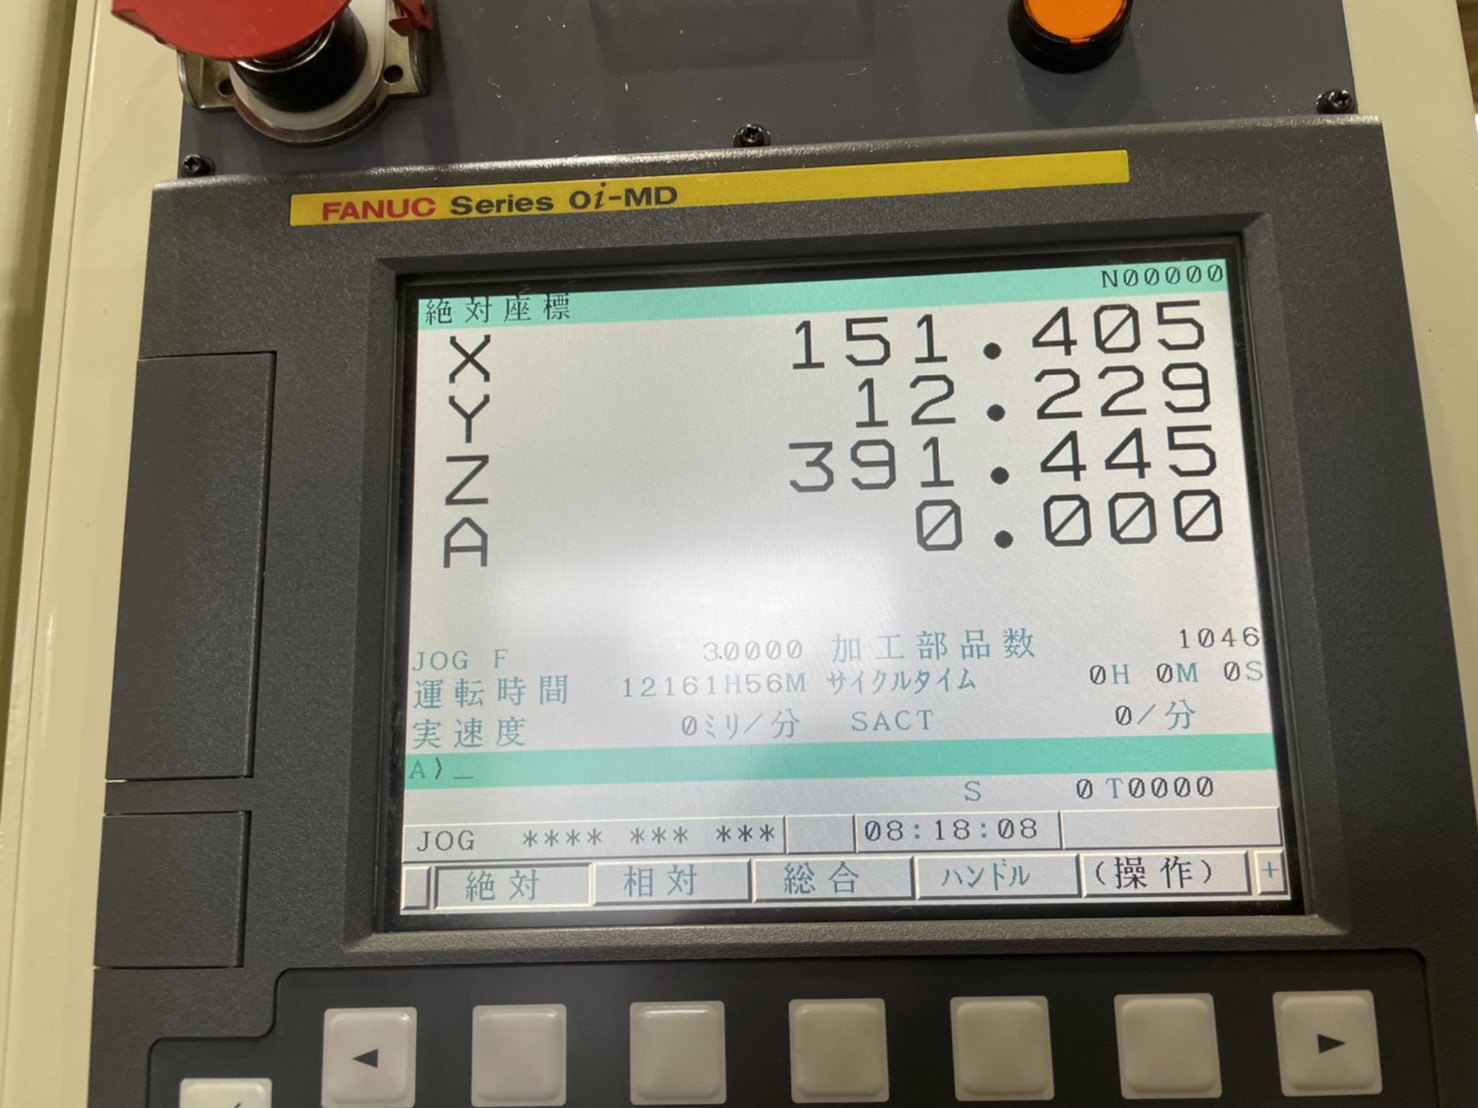 FANUC Series 0i-MD
絶対座標 N00000
X 151.405
Y 12.229
Z 391.445
A 0.000
JOG F 3.0000 加工部品数 1046
運転時間 12161H56M サイクルタイム 0H 0M 0S
実速度 0ミリ/分 SACT 0/分
A)_
S 0 T0000
JOG **** *** *** 08:18:08
絶対 相対 総合 ハンドル (操作) +